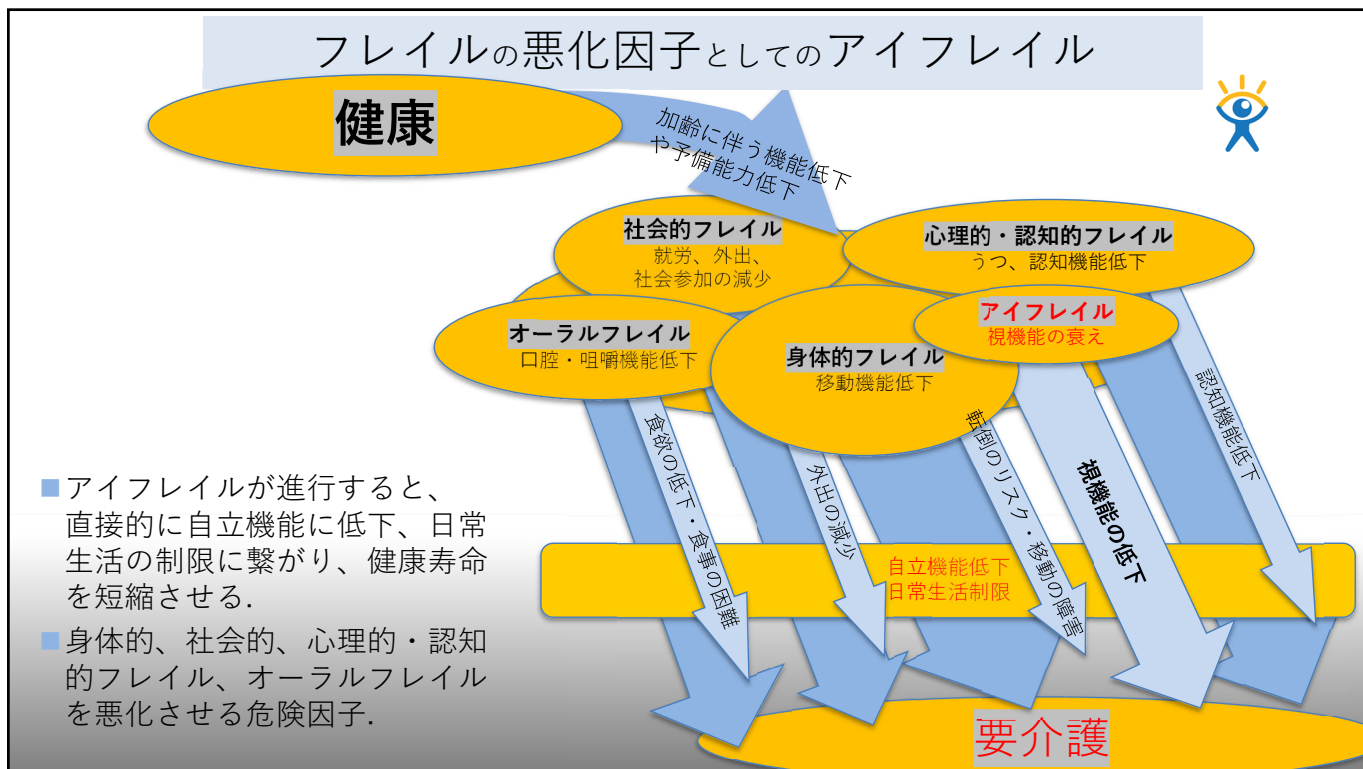 フレイルの悪化因子としてのアイフレイル
健康
加齢に伴う機能低下
や予備能力低下
社会的フレイル
就労、外出、
社会参加の減少
心理的・認知的フレイル
うつ、認知機能低下
アイフレイル
視機能の衰え
オーラルフレイル
口腔・咀嚼機能低下
身体的フレイル
移動機能低下
食欲の低下・食事の困難
外出の減少
転倒のリスク・移動の障害
視機能の低下
認知機能低下
■アイフレイルが進行すると、
直接的に自立機能に低下、日常
生活の制限に繋がり、健康寿命
を短縮させる.
■身体的、社会的、心理的・認知
的フレイル、オーラルフレイル
を悪化させる危険因子.
自立機能低下
日常生活制限
要介護